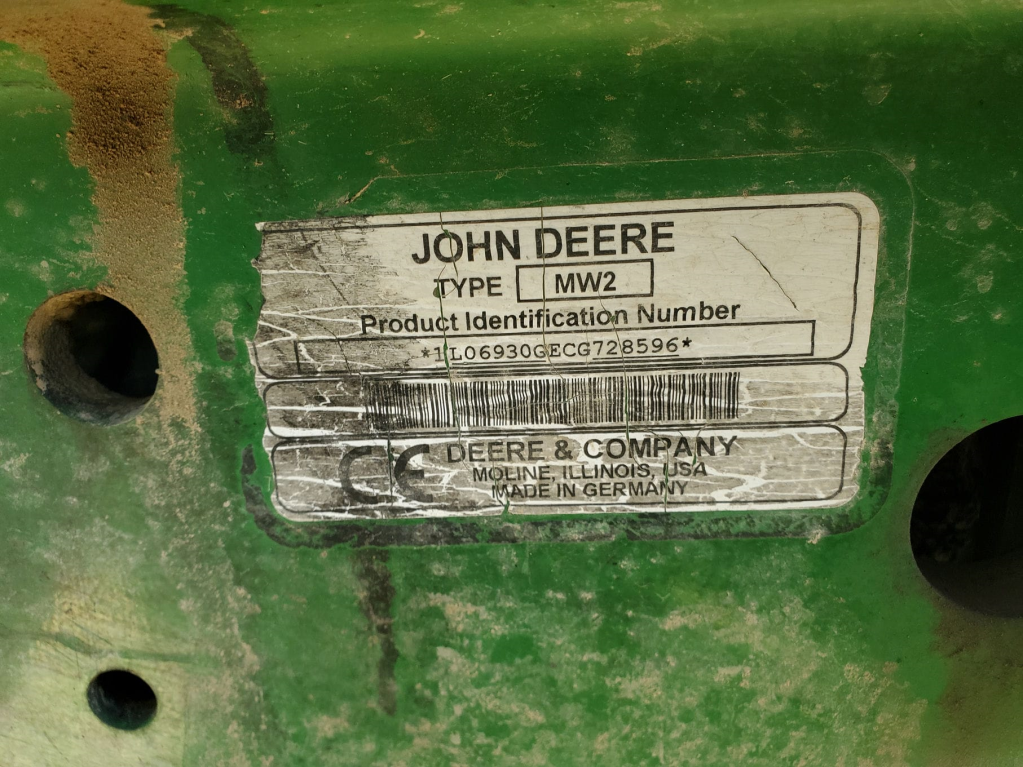 JOHN DEERE
TYPE MW2
Product Identification Number
*1L06930GECG728596*
CE DEERE & COMPANY
MOLINE, ILLINOIS, USA
MADE IN GERMANY